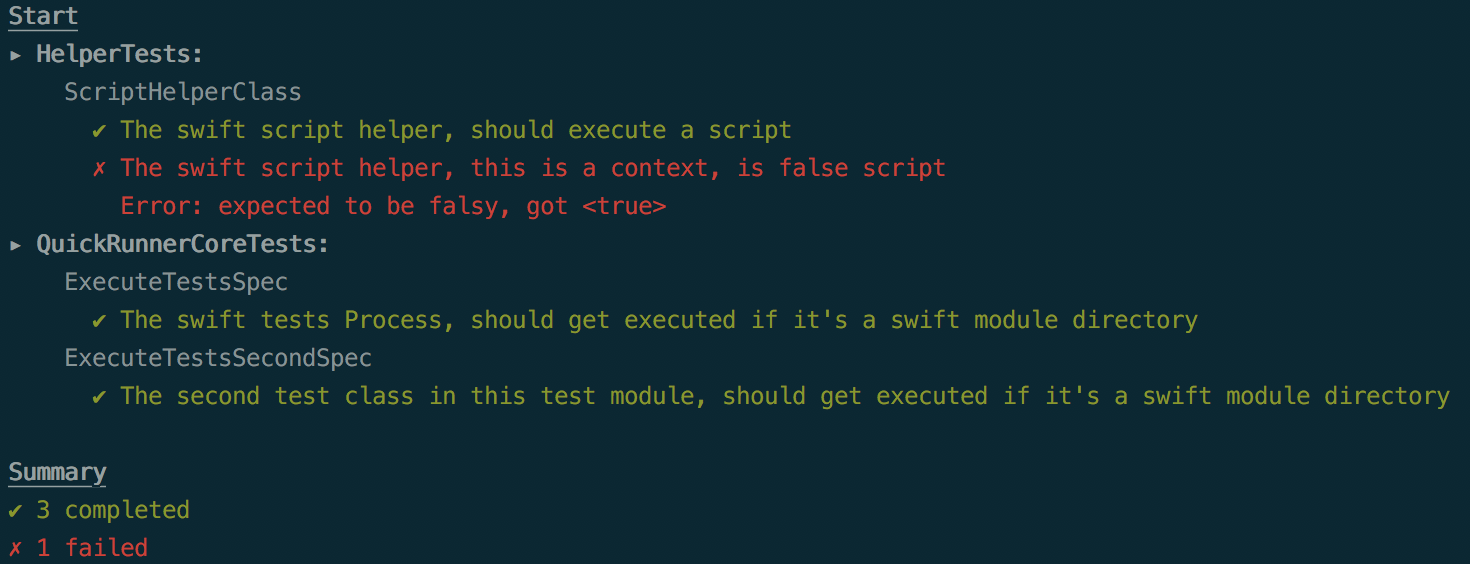 Start
▸ HelperTests:
ScriptHelperClass
✔ The swift script helper, should execute a script
✗ The swift script helper, this is a context, is false script
Error: expected to be falsy, got <true>
▸ QuickRunnerCoreTests:
ExecuteTestsSpec
✔ The swift tests Process, should get executed if it's a swift module directory
ExecuteTestsSecondSpec
✔ The second test class in this test module, should get executed if it's a swift module directory
Summary
✔ 3 completed
✗ 1 failed